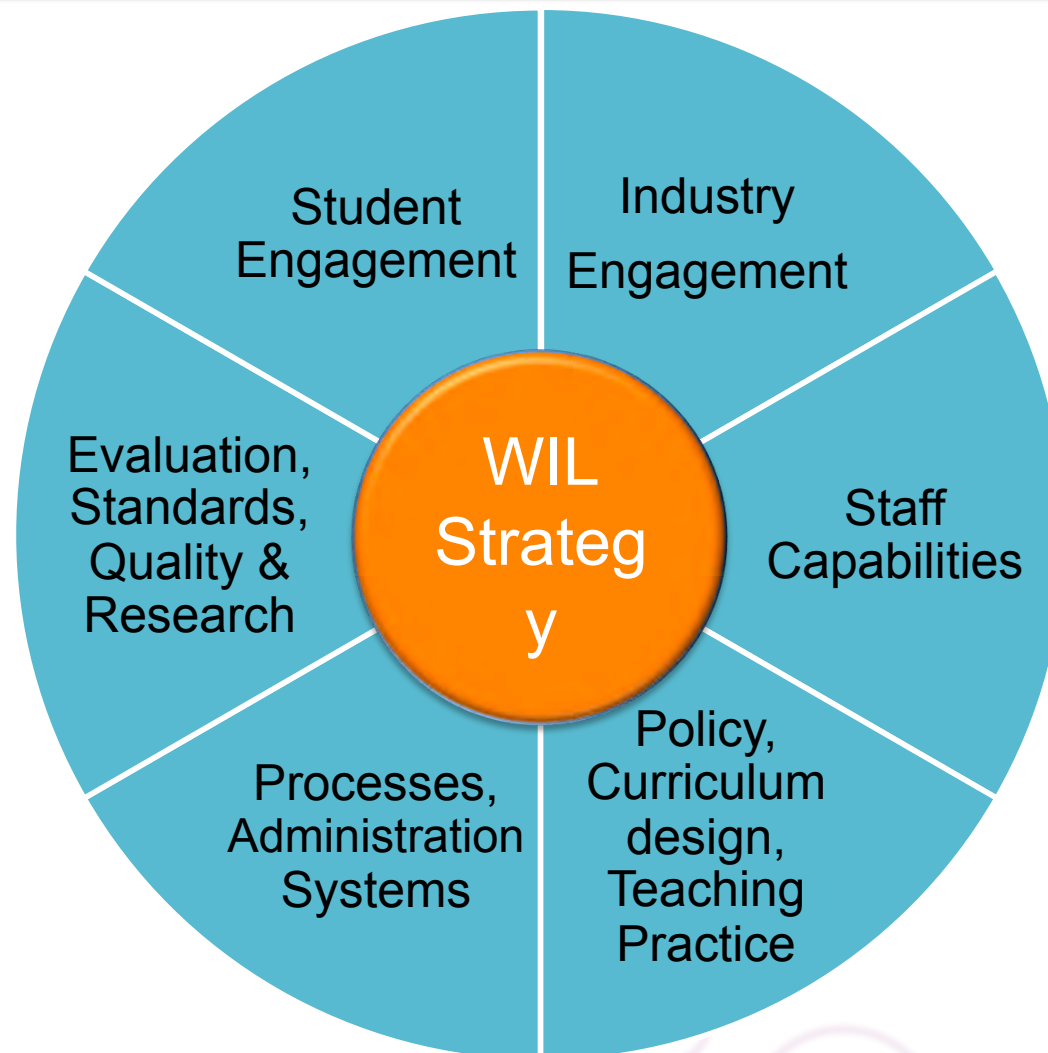 Student
Engagement
Industry
Engagement
Evaluation,
Standards,
Quality &
Research
WIL
Strateg
y
Staff
Capabilities
Processes,
Administration
Systems
Policy,
Curriculum
design,
Teaching
Practice